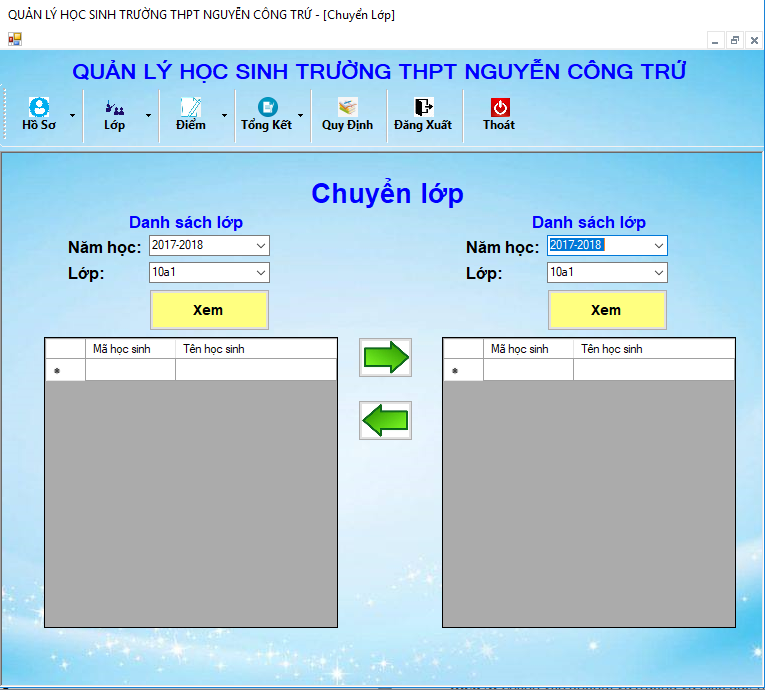 QUẢN LÝ HỌC SINH TRƯỜNG THPT NGUYỄN CÔNG TRỨ - [Chuyển Lớp]
QUẢN LÝ HỌC SINH TRƯỜNG THPT NGUYỄN CÔNG TRỨ
Hồ Sơ Lớp Điểm Tổng Kết Quy Định Đăng Xuất Thoát
Chuyển lớp
Danh sách lớp
Năm học: 2017-2018
Lớp: 10a1
Xem
Mã học sinh Tên học sinh
Danh sách lớp
Năm học: 2017-2018
Lớp: 10a1
Xem
Mã học sinh Tên học sinh